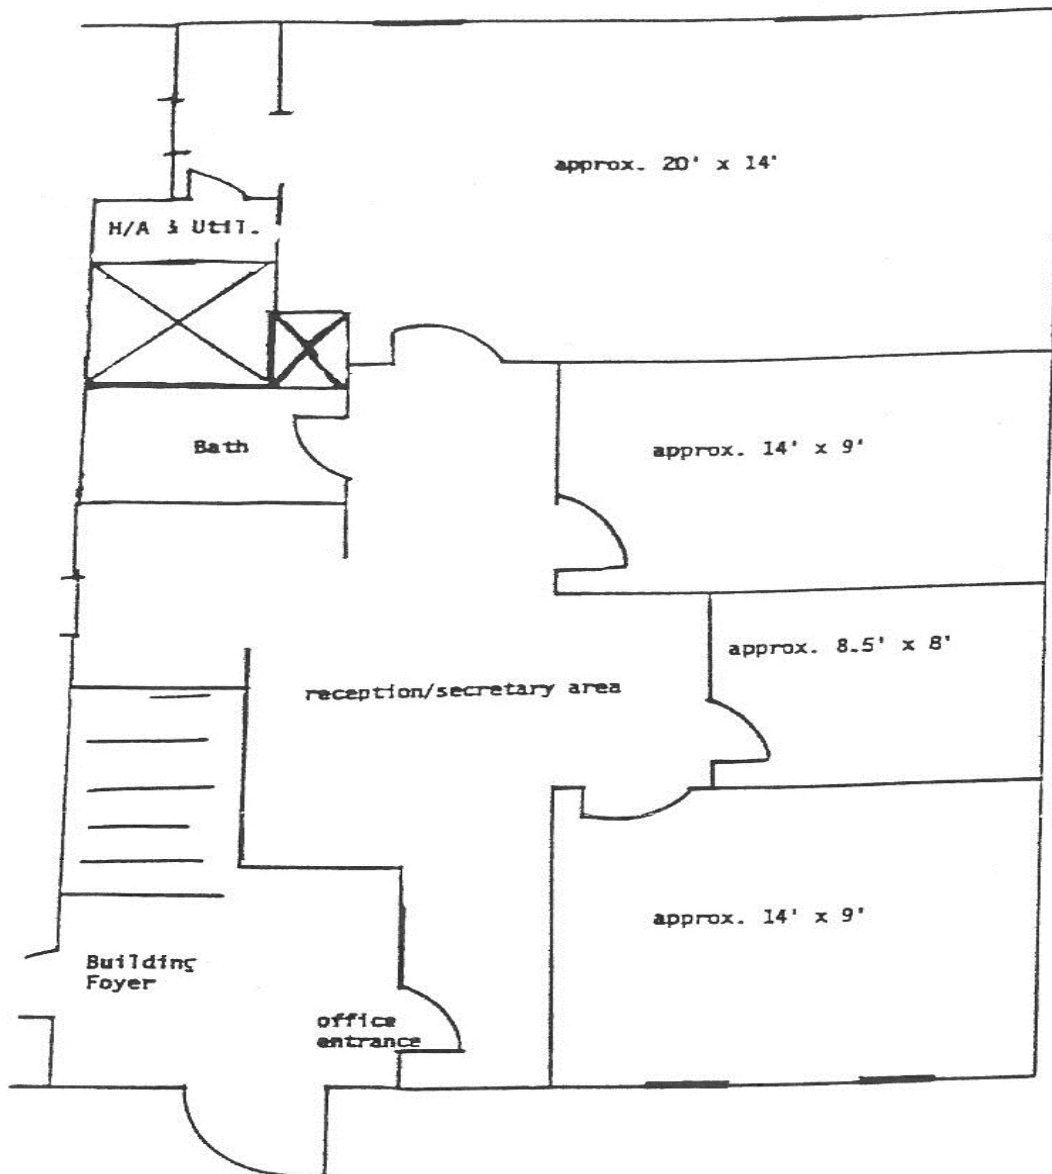 approx. 20' x 14'
H/A & Util.
Bath
approx. 14' x 9'
approx. 8.5' x 8'
reception/secretary area
approx. 14' x 9'
Building
Foyer
office
entrance